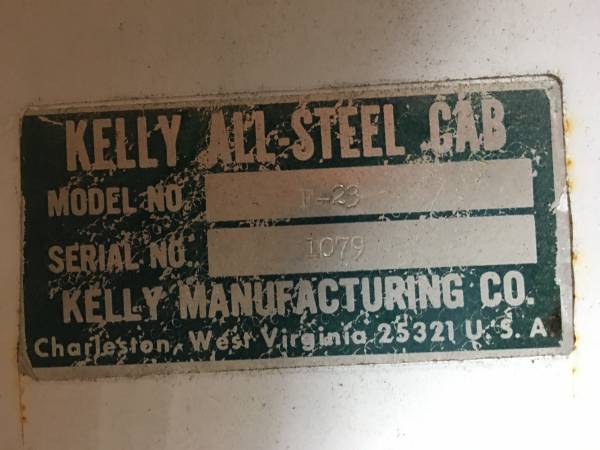 KELLY ALL-STEEL CAB
MODEL NO. F-23
SERIAL NO. 1079
KELLY MANUFACTURING CO.
Charleston, West Virginia 25321 U.S.A.